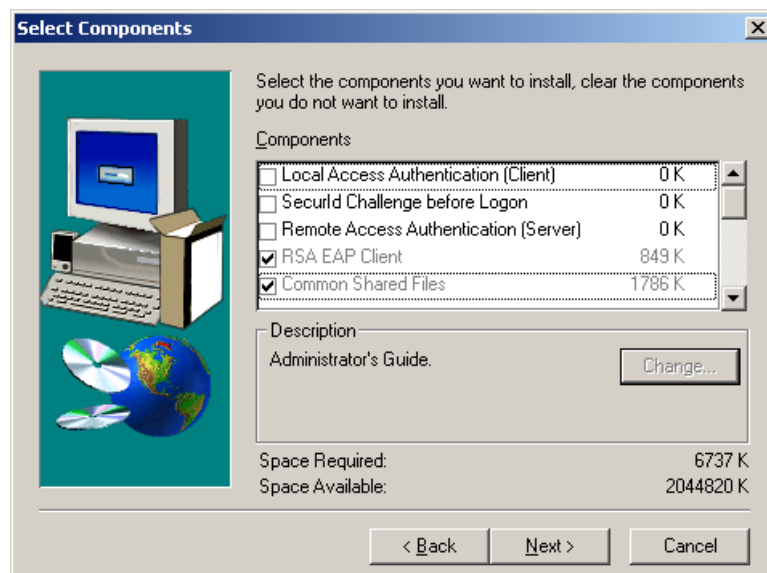 Select Components
Select the components you want to install, clear the components
you do not want to install.
Components
Local Access Authentication (Client) 0 K
SecurId Challenge before Logon 0 K
Remote Access Authentication (Server) 0 K
RSA EAP Client 849 K
Common Shared Files 1786 K
Description
Administrator's Guide.
Change...
Space Required: 6737 K
Space Available: 2044820 K
< Back Next > Cancel